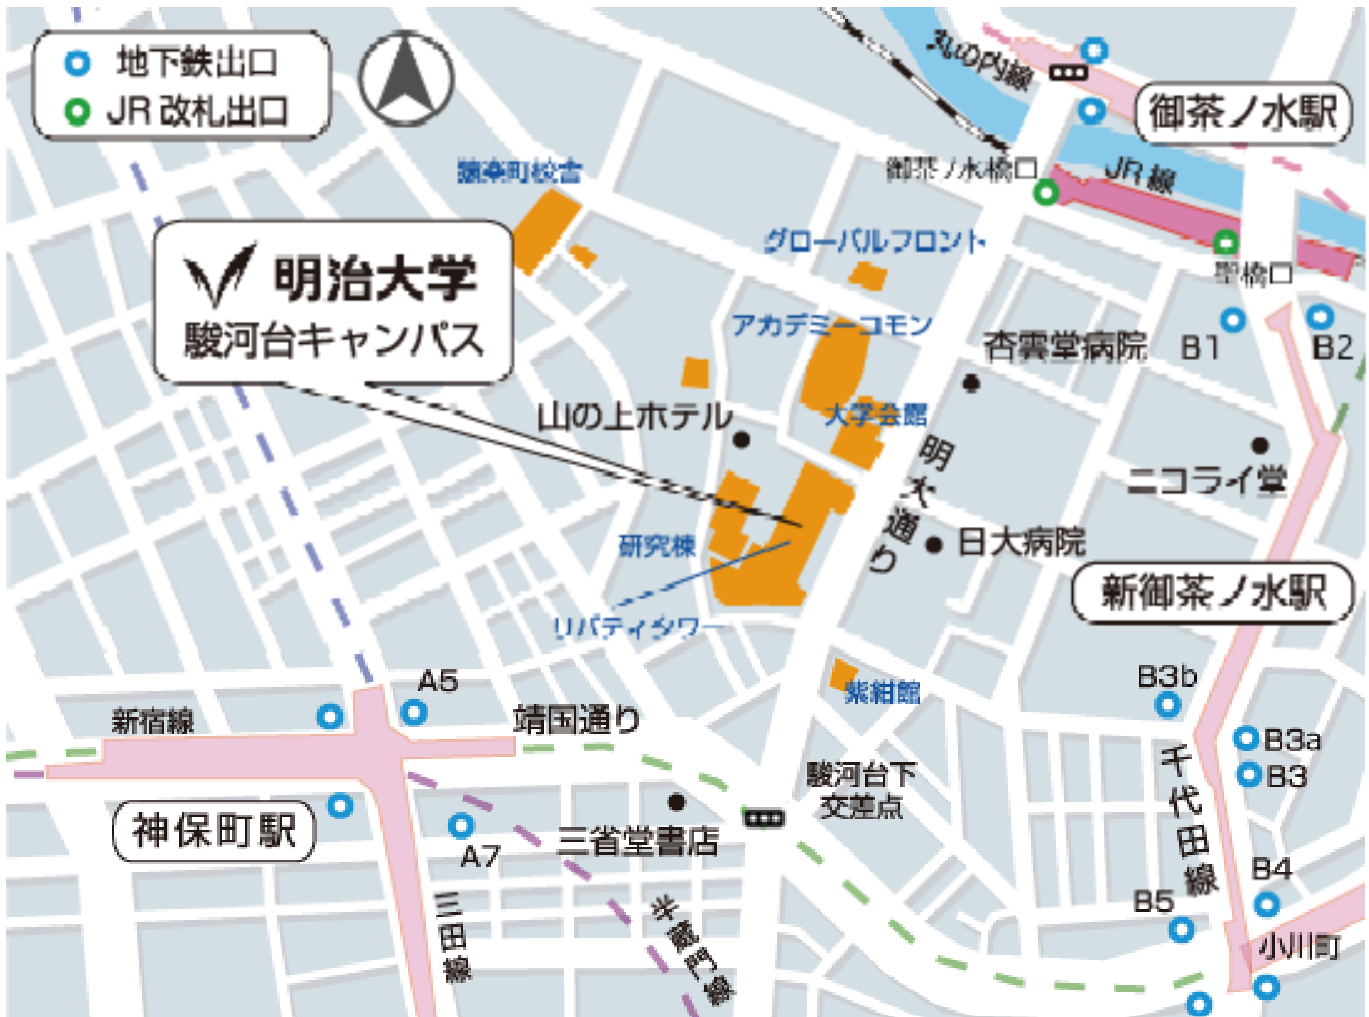 地下鉄出口
JR 改札出口
丸の内線
御茶ノ水駅
御茶ノ水橋口
JR 線
猿楽町校舎
グローバルフロント
聖橋口
明治大学
駿河台キャンパス
アカデミーコモン
杏雲堂病院
B1
B2
山の上ホテル
大学会館
明大通り
ニコライ堂
研究棟
日大病院
新御茶ノ水駅
リバティタワー
紫紺館
B3b
A5
新宿線
靖国通り
B3a
B3
千代田線
駿河台下
交差点
神保町駅
三省堂書店
A7
B4
B5
三田線
半蔵門線
小川町